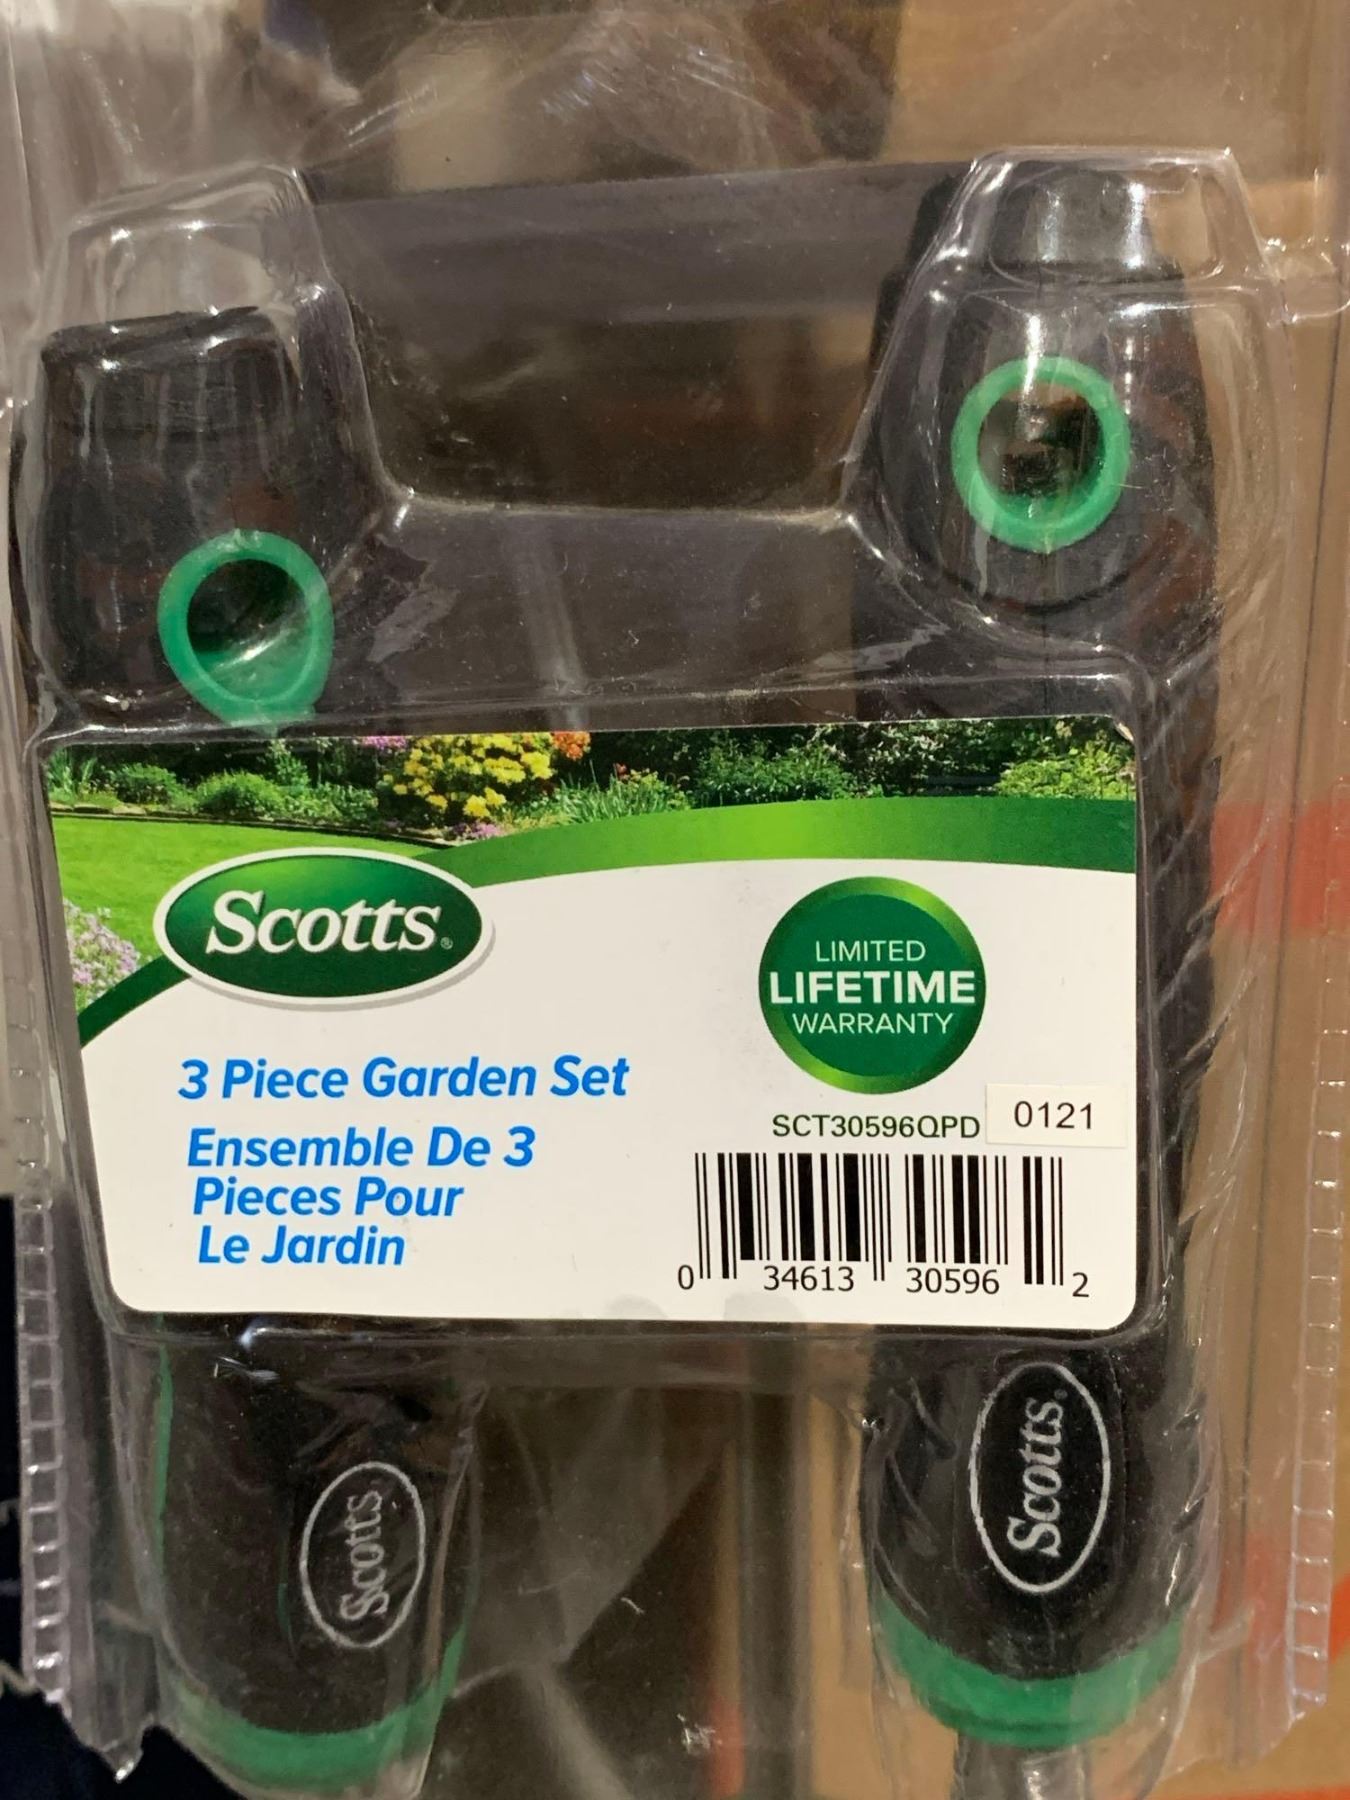 Scotts®
LIMITED
LIFETIME
WARRANTY
3 Piece Garden Set
Ensemble De 3
Pieces Pour
Le Jardin
SCT30596QPD
0121
0 34613 30596 2
Scotts
Scotts®